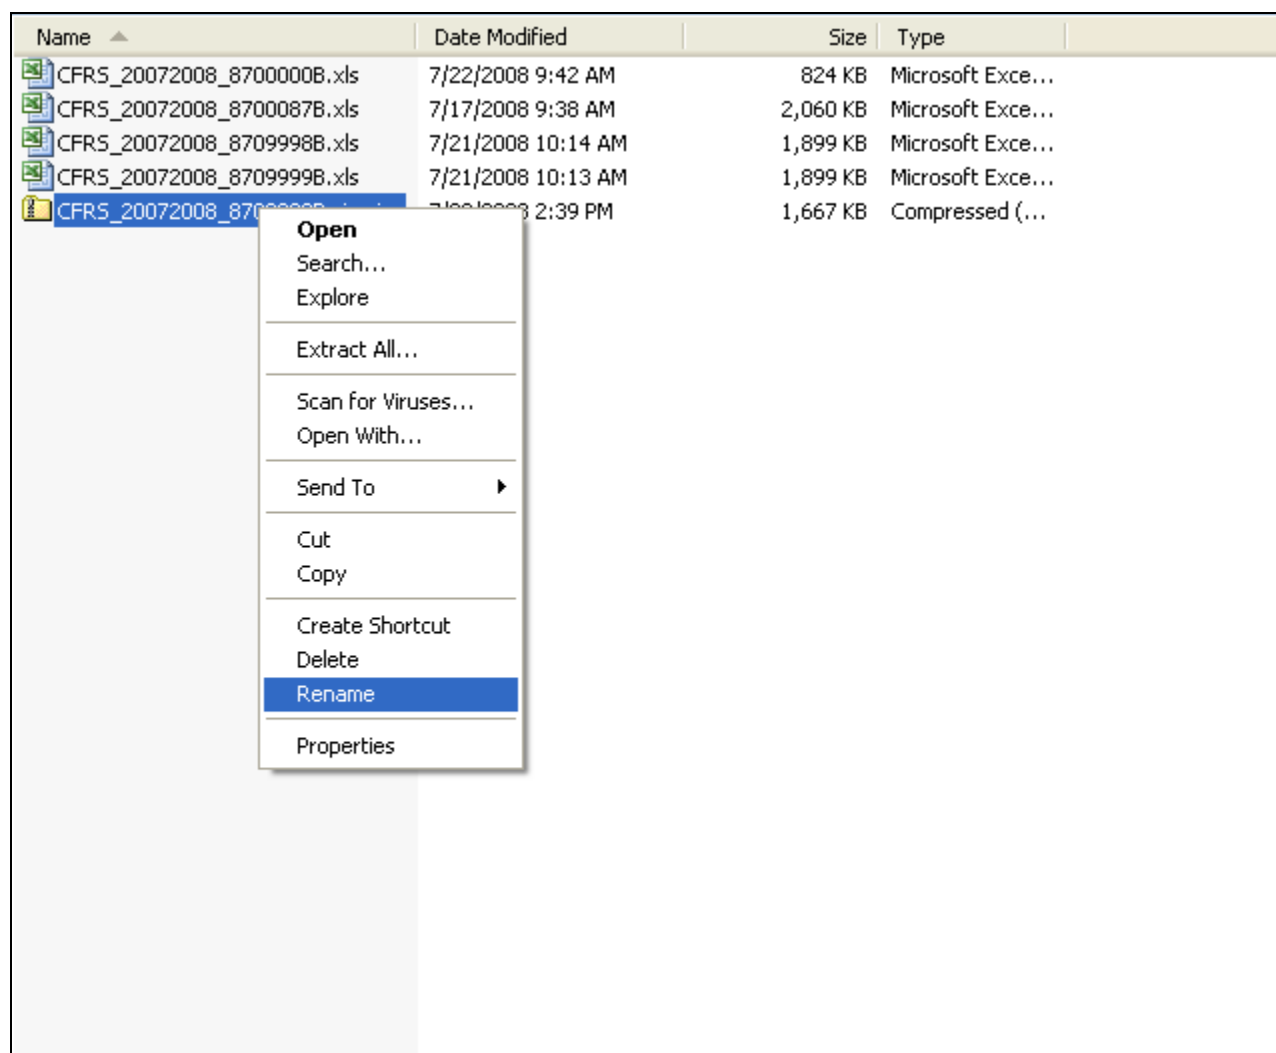 Name Date Modified Size Type
CFRS_20072008_8700000B.xls 7/22/2008 9:42 AM 824 KB Microsoft Exce...
CFRS_20072008_8700087B.xls 7/17/2008 9:38 AM 2,060 KB Microsoft Exce...
CFRS_20072008_8709998B.xls 7/21/2008 10:14 AM 1,899 KB Microsoft Exce...
CFRS_20072008_8709999B.xls 7/21/2008 10:13 AM 1,899 KB Microsoft Exce...
2:39 PM 1,667 KB Compressed (...
Open
Search...
Explore
Extract All...
Scan for Viruses...
Open With...
Send To
Cut
Copy
Create Shortcut
Delete
Rename
Properties